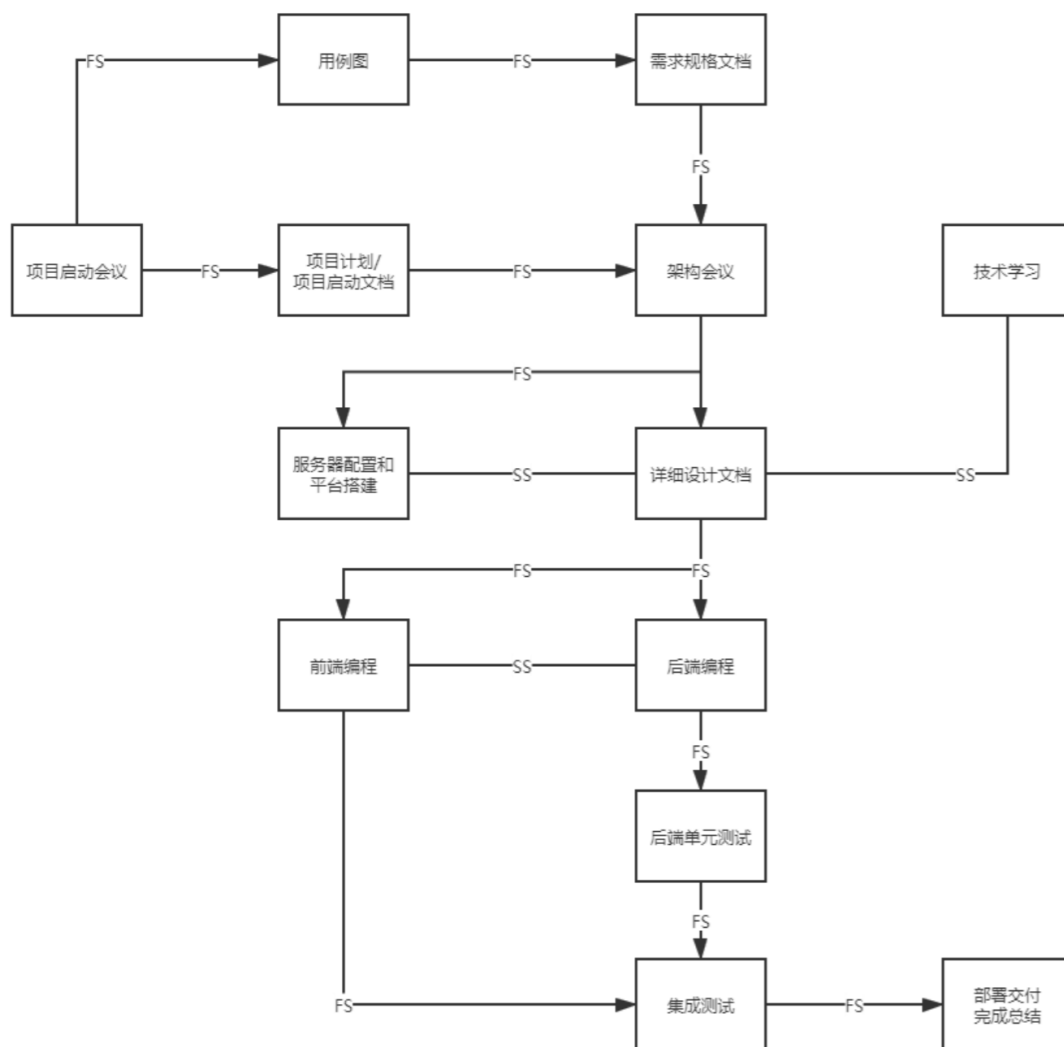 FS
用例图
FS
需求规格文档
FS
项目启动会议
FS
项目计划/
项目启动文档
FS
架构会议
技术学习
FS
服务器配置和
平台搭建
SS
详细设计文档
SS
FS
FS
前端编程
SS
后端编程
FS
后端单元测试
FS
FS
集成测试
FS
部署交付
完成总结